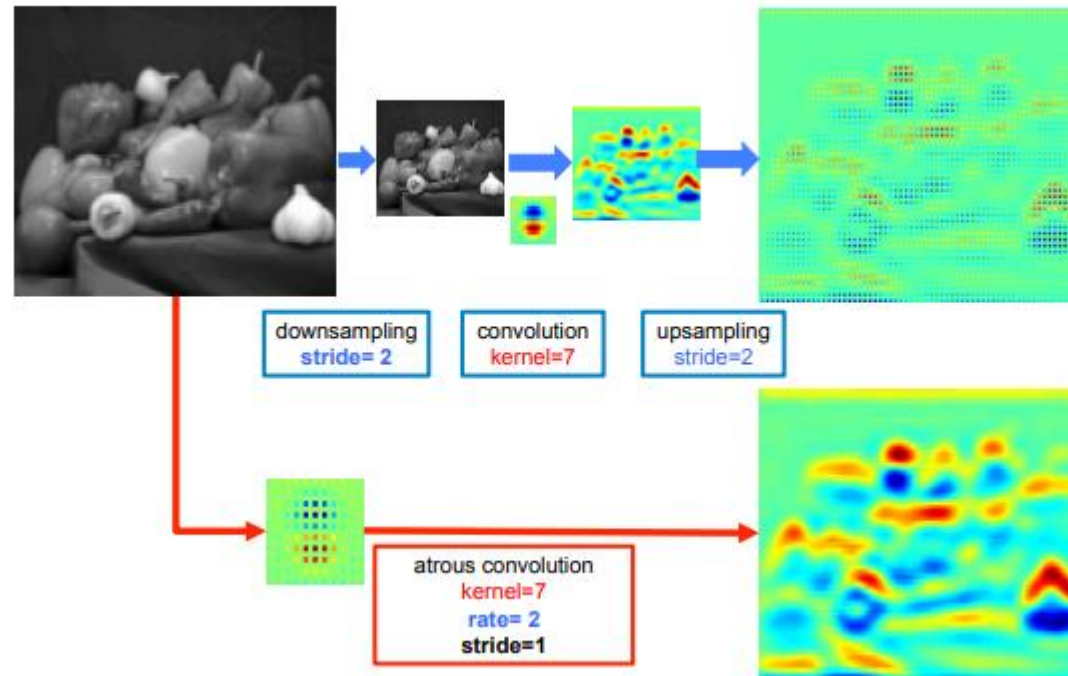 downsampling
stride= 2
convolution
kernel=7
upsampling
stride=2
atrous convolution
kernel=7
rate= 2
stride=1